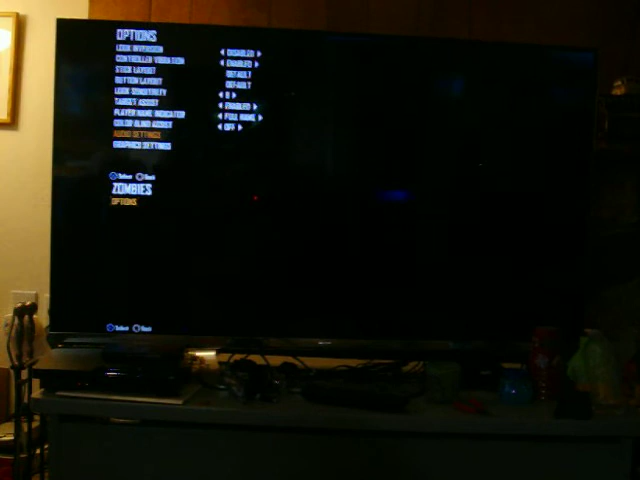 OPTIONS
LOOK INVERSION ◄ DISABLED ►
CONTROLLER VIBRATION ◄ ENABLED ►
STICK LAYOUT DEFAULT
BUTTON LAYOUT DEFAULT
LOOK SENSITIVITY ◄ 8 ►
TARGET ASSIST ◄ ENABLED ►
PLAYER NAME INDICATOR ◄ FULL NAME ►
COLOR BLIND ASSIST ◄ OFF ►
AUDIO SETTINGS
GRAPHICS SETTINGS
Select Back
ZOMBIES
OPTIONS
Select Back